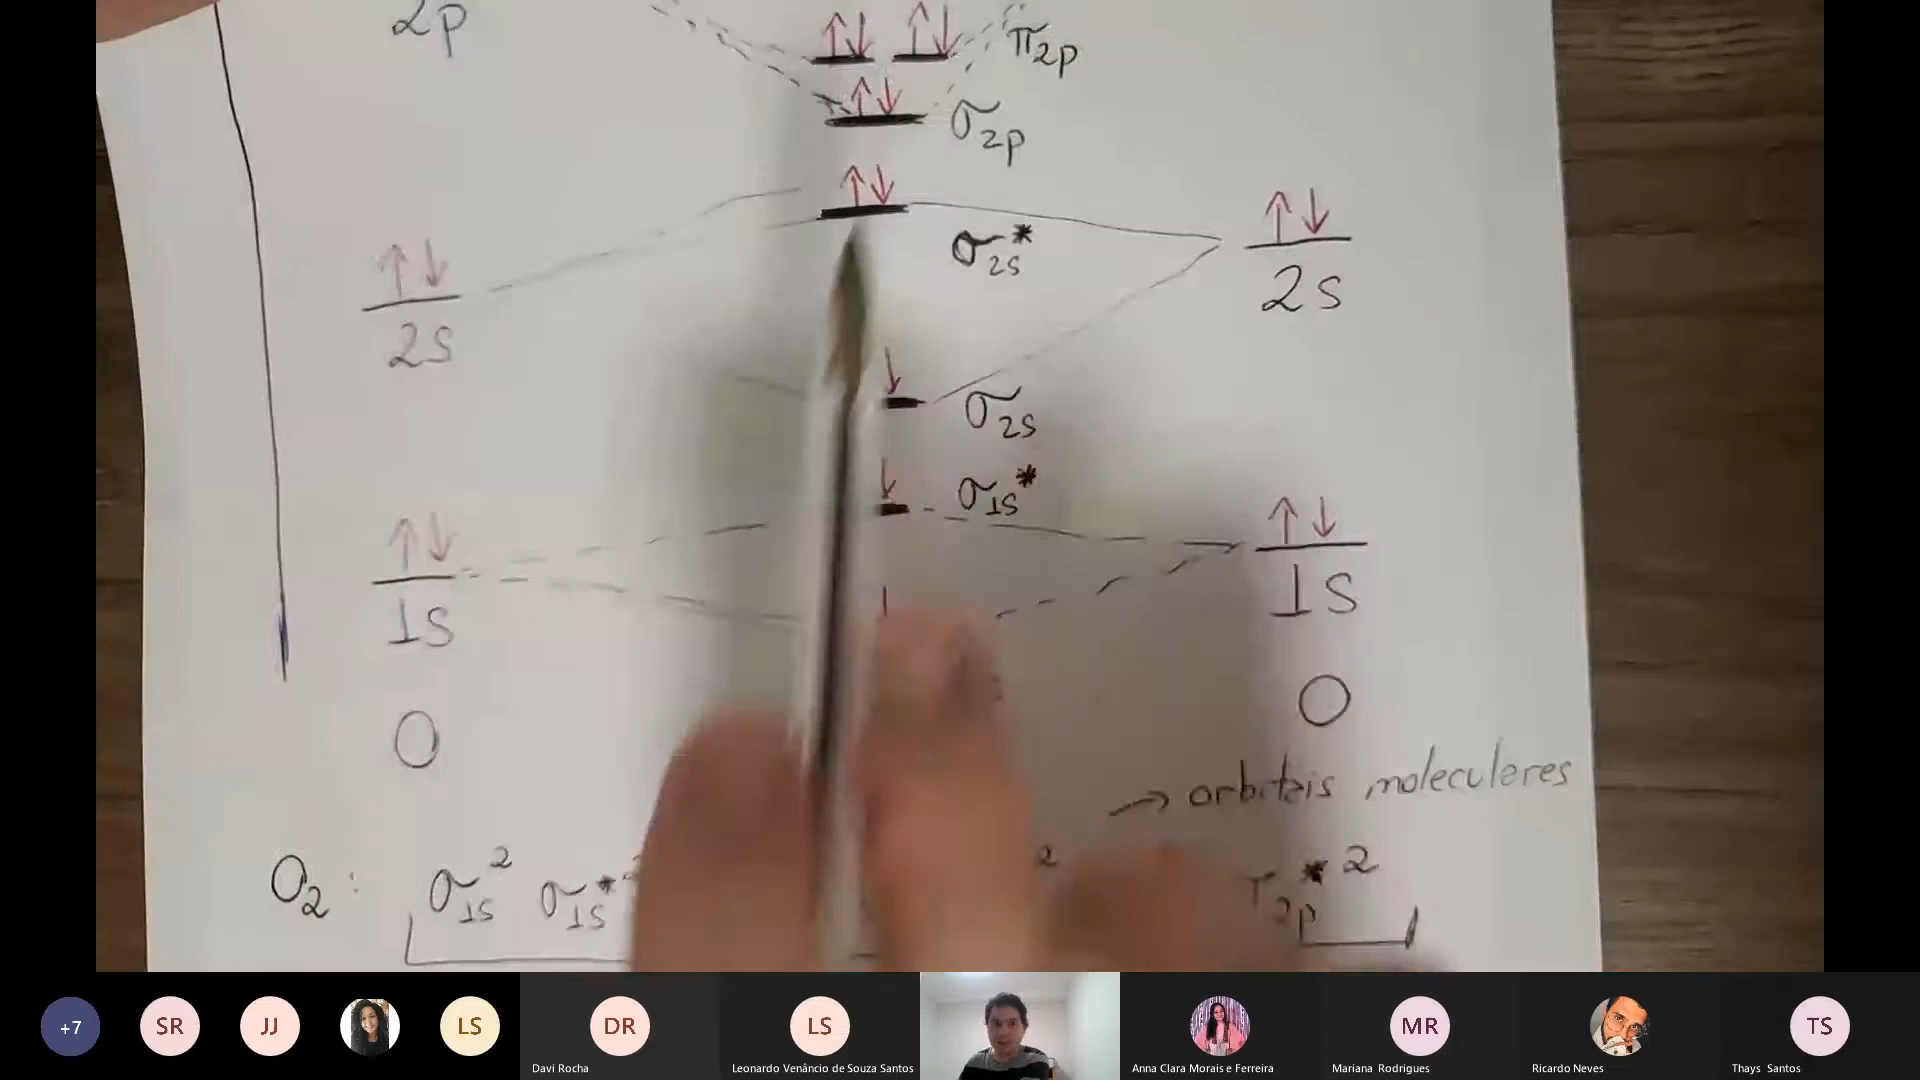 2p
↑↓ ↑↓ π2p
↑↓ σ2p
↑↓ σ2s*
↑↓ 2s
↑↓ 2s
↓ σ2s
↓ σ1s*
↑↓ 1s
↑↓ 1s
O
O
→ orbitais moleculares
O2 : σ1s² σ1s* ² 2p* ²
+7
SR
JJ
LS
DR
LS
MR
TS
Davi Rocha
Leonardo Venâncio de Souza Santos
Anna Clara Morais e Ferreira
Mariana Rodrigues
Ricardo Neves
Thays Santos